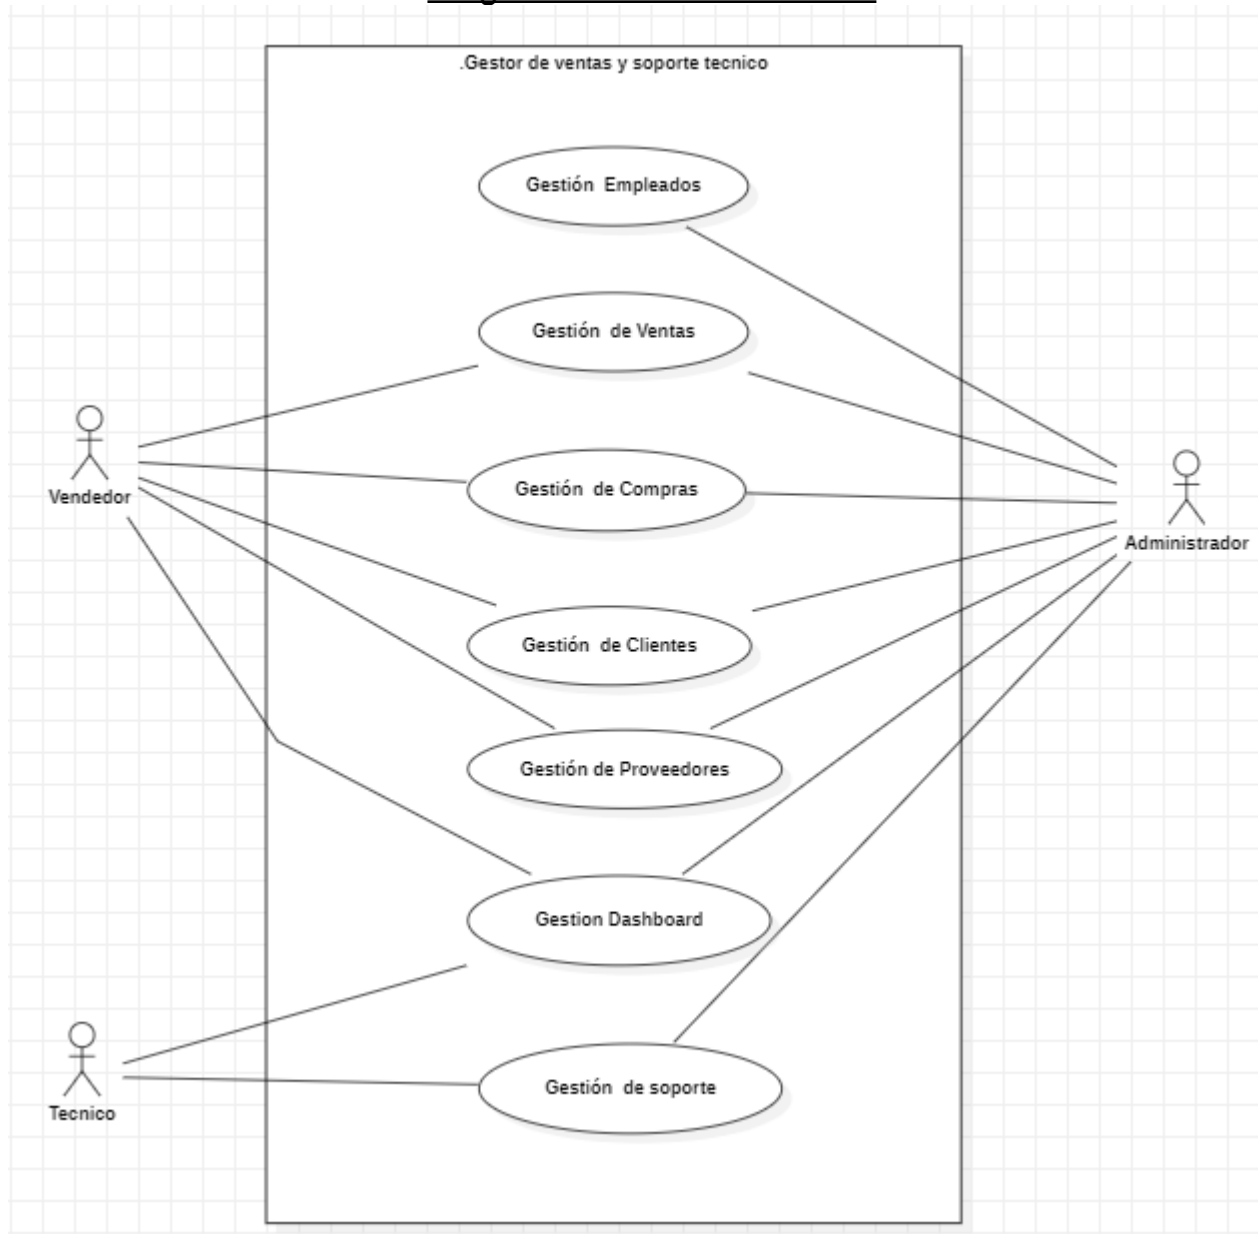 .Gestor de ventas y soporte tecnico
Gestión Empleados
Gestión de Ventas
Vendedor
Gestión de Compras
Administrador
Gestión de Clientes
Gestión de Proveedores
Gestion Dashboard
Gestión de soporte
Tecnico